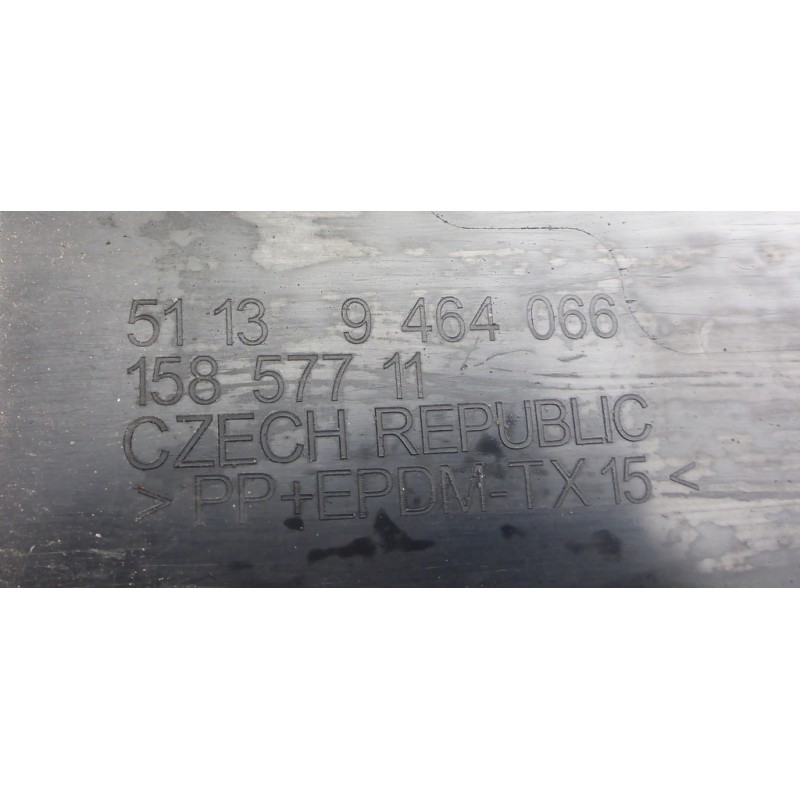 51 13 9 464 066
158 577 11
CZECH REPUBLIC
>PP+EPDM-TX15<